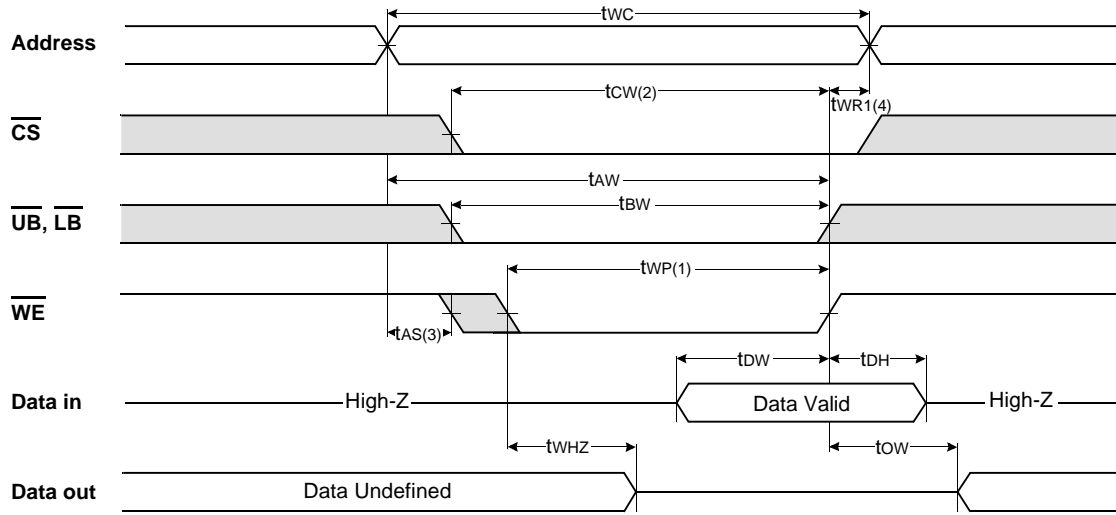 tWC
Address
tCW(2)
tWR1(4)
CS
tAW
UB, LB
tBW
tWP(1)
WE
tAS(3)
tDW
tDH
Data in
High-Z
Data Valid
High-Z
tWHZ
tOW
Data out
Data Undefined